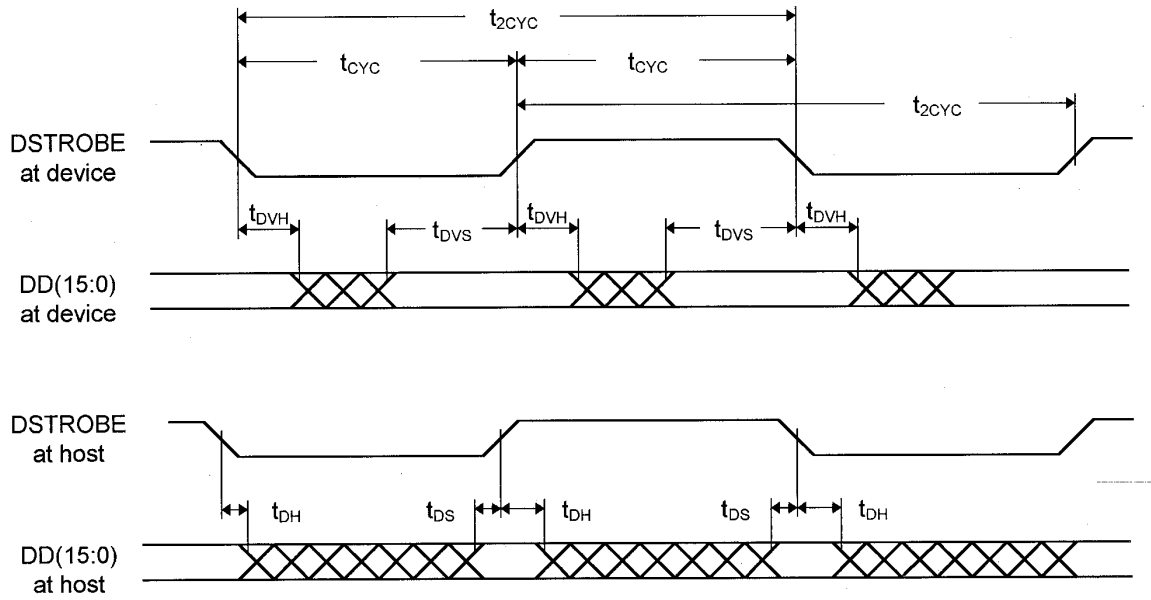 t2CYC
tCYC
tCYC
t2CYC
DSTROBE
at device
tDVH
tDVS
tDVH
tDVS
tDVH
DD(15:0)
at device
DSTROBE
at host
tDH
tDS
tDH
tDS
tDH
DD(15:0)
at host